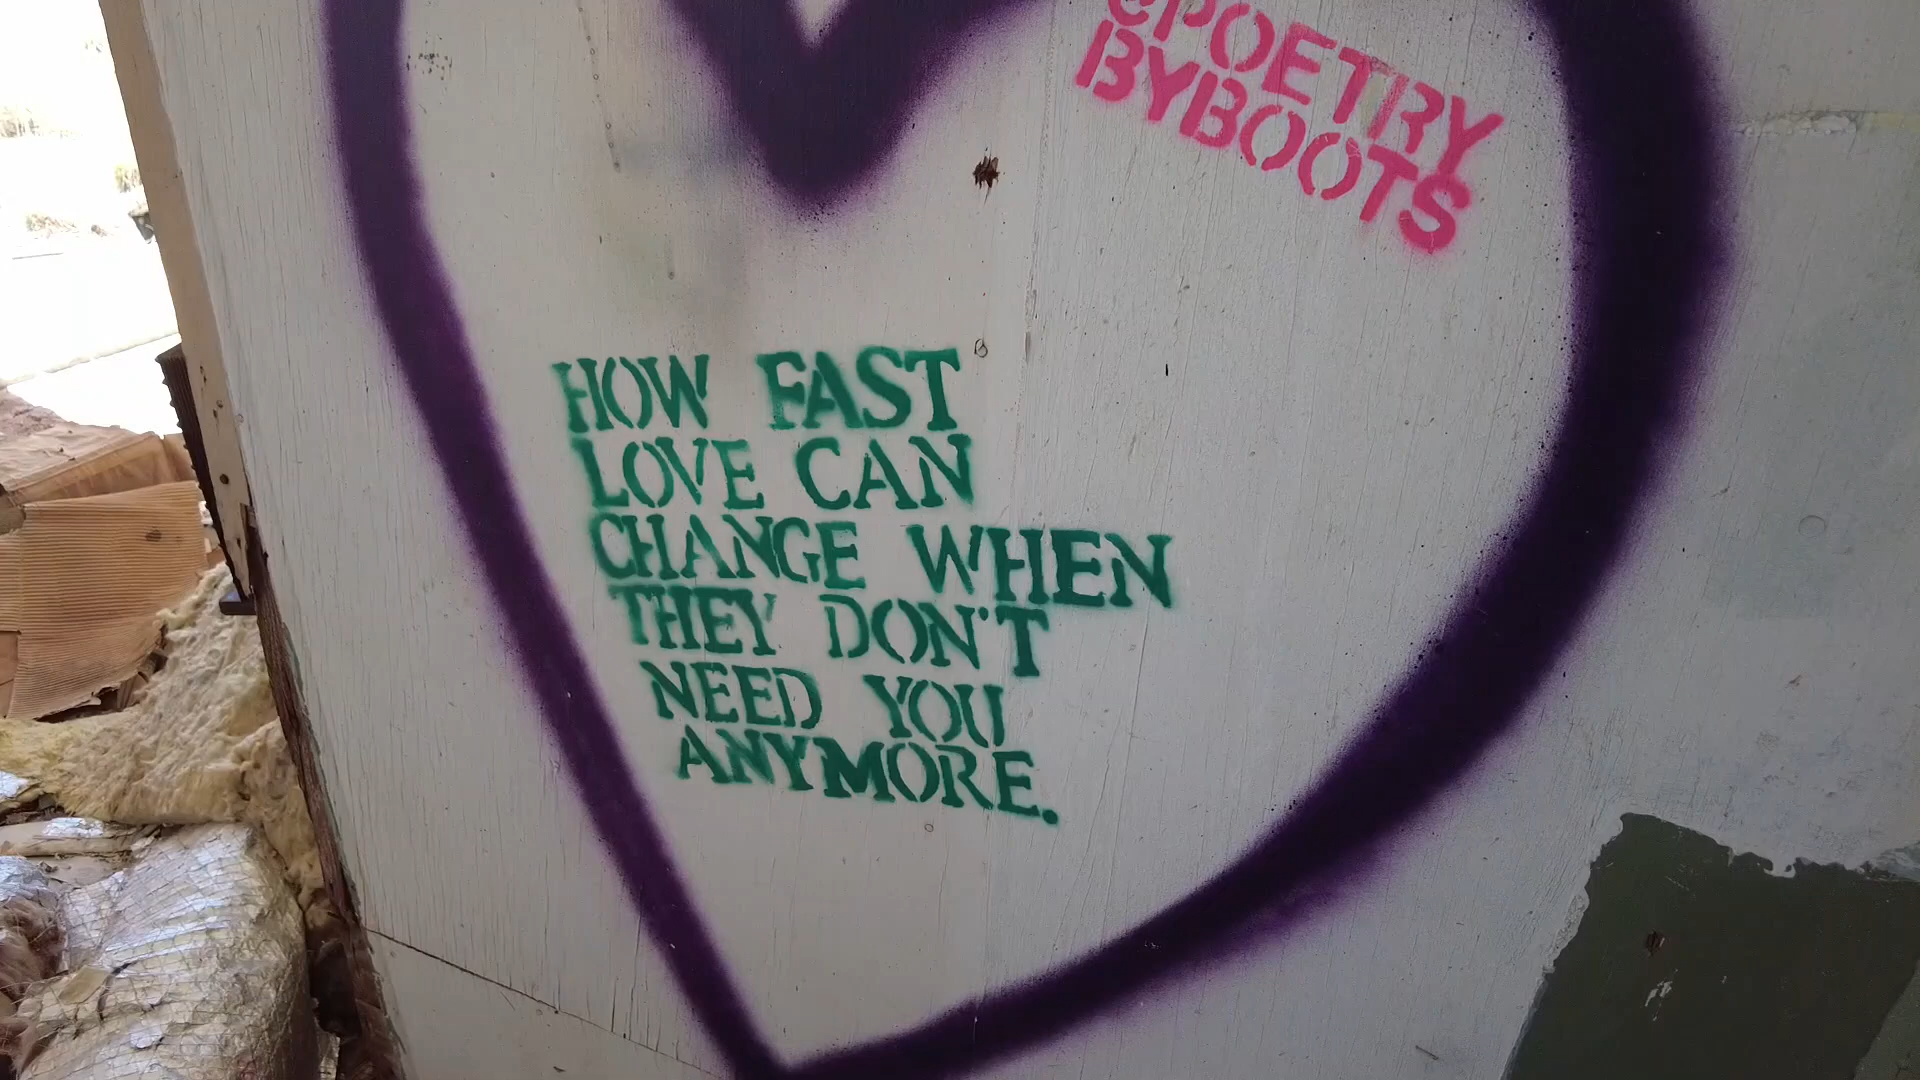 @POETRY
BYBOOTS
HOW FAST
LOVE CAN
CHANGE WHEN
THEY DON'T
NEED YOU
ANYMORE.